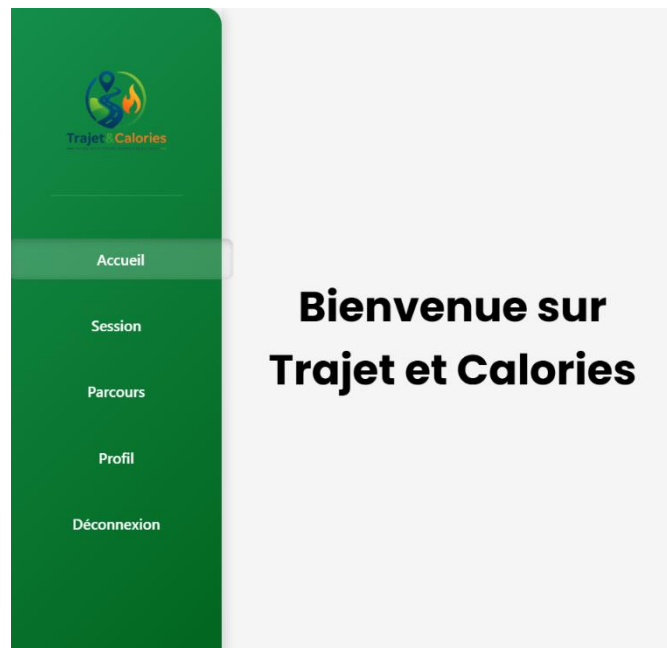 Trajet&Calories
Accueil
Session
Parcours
Profil
Déconnexion
Bienvenue sur
Trajet et Calories